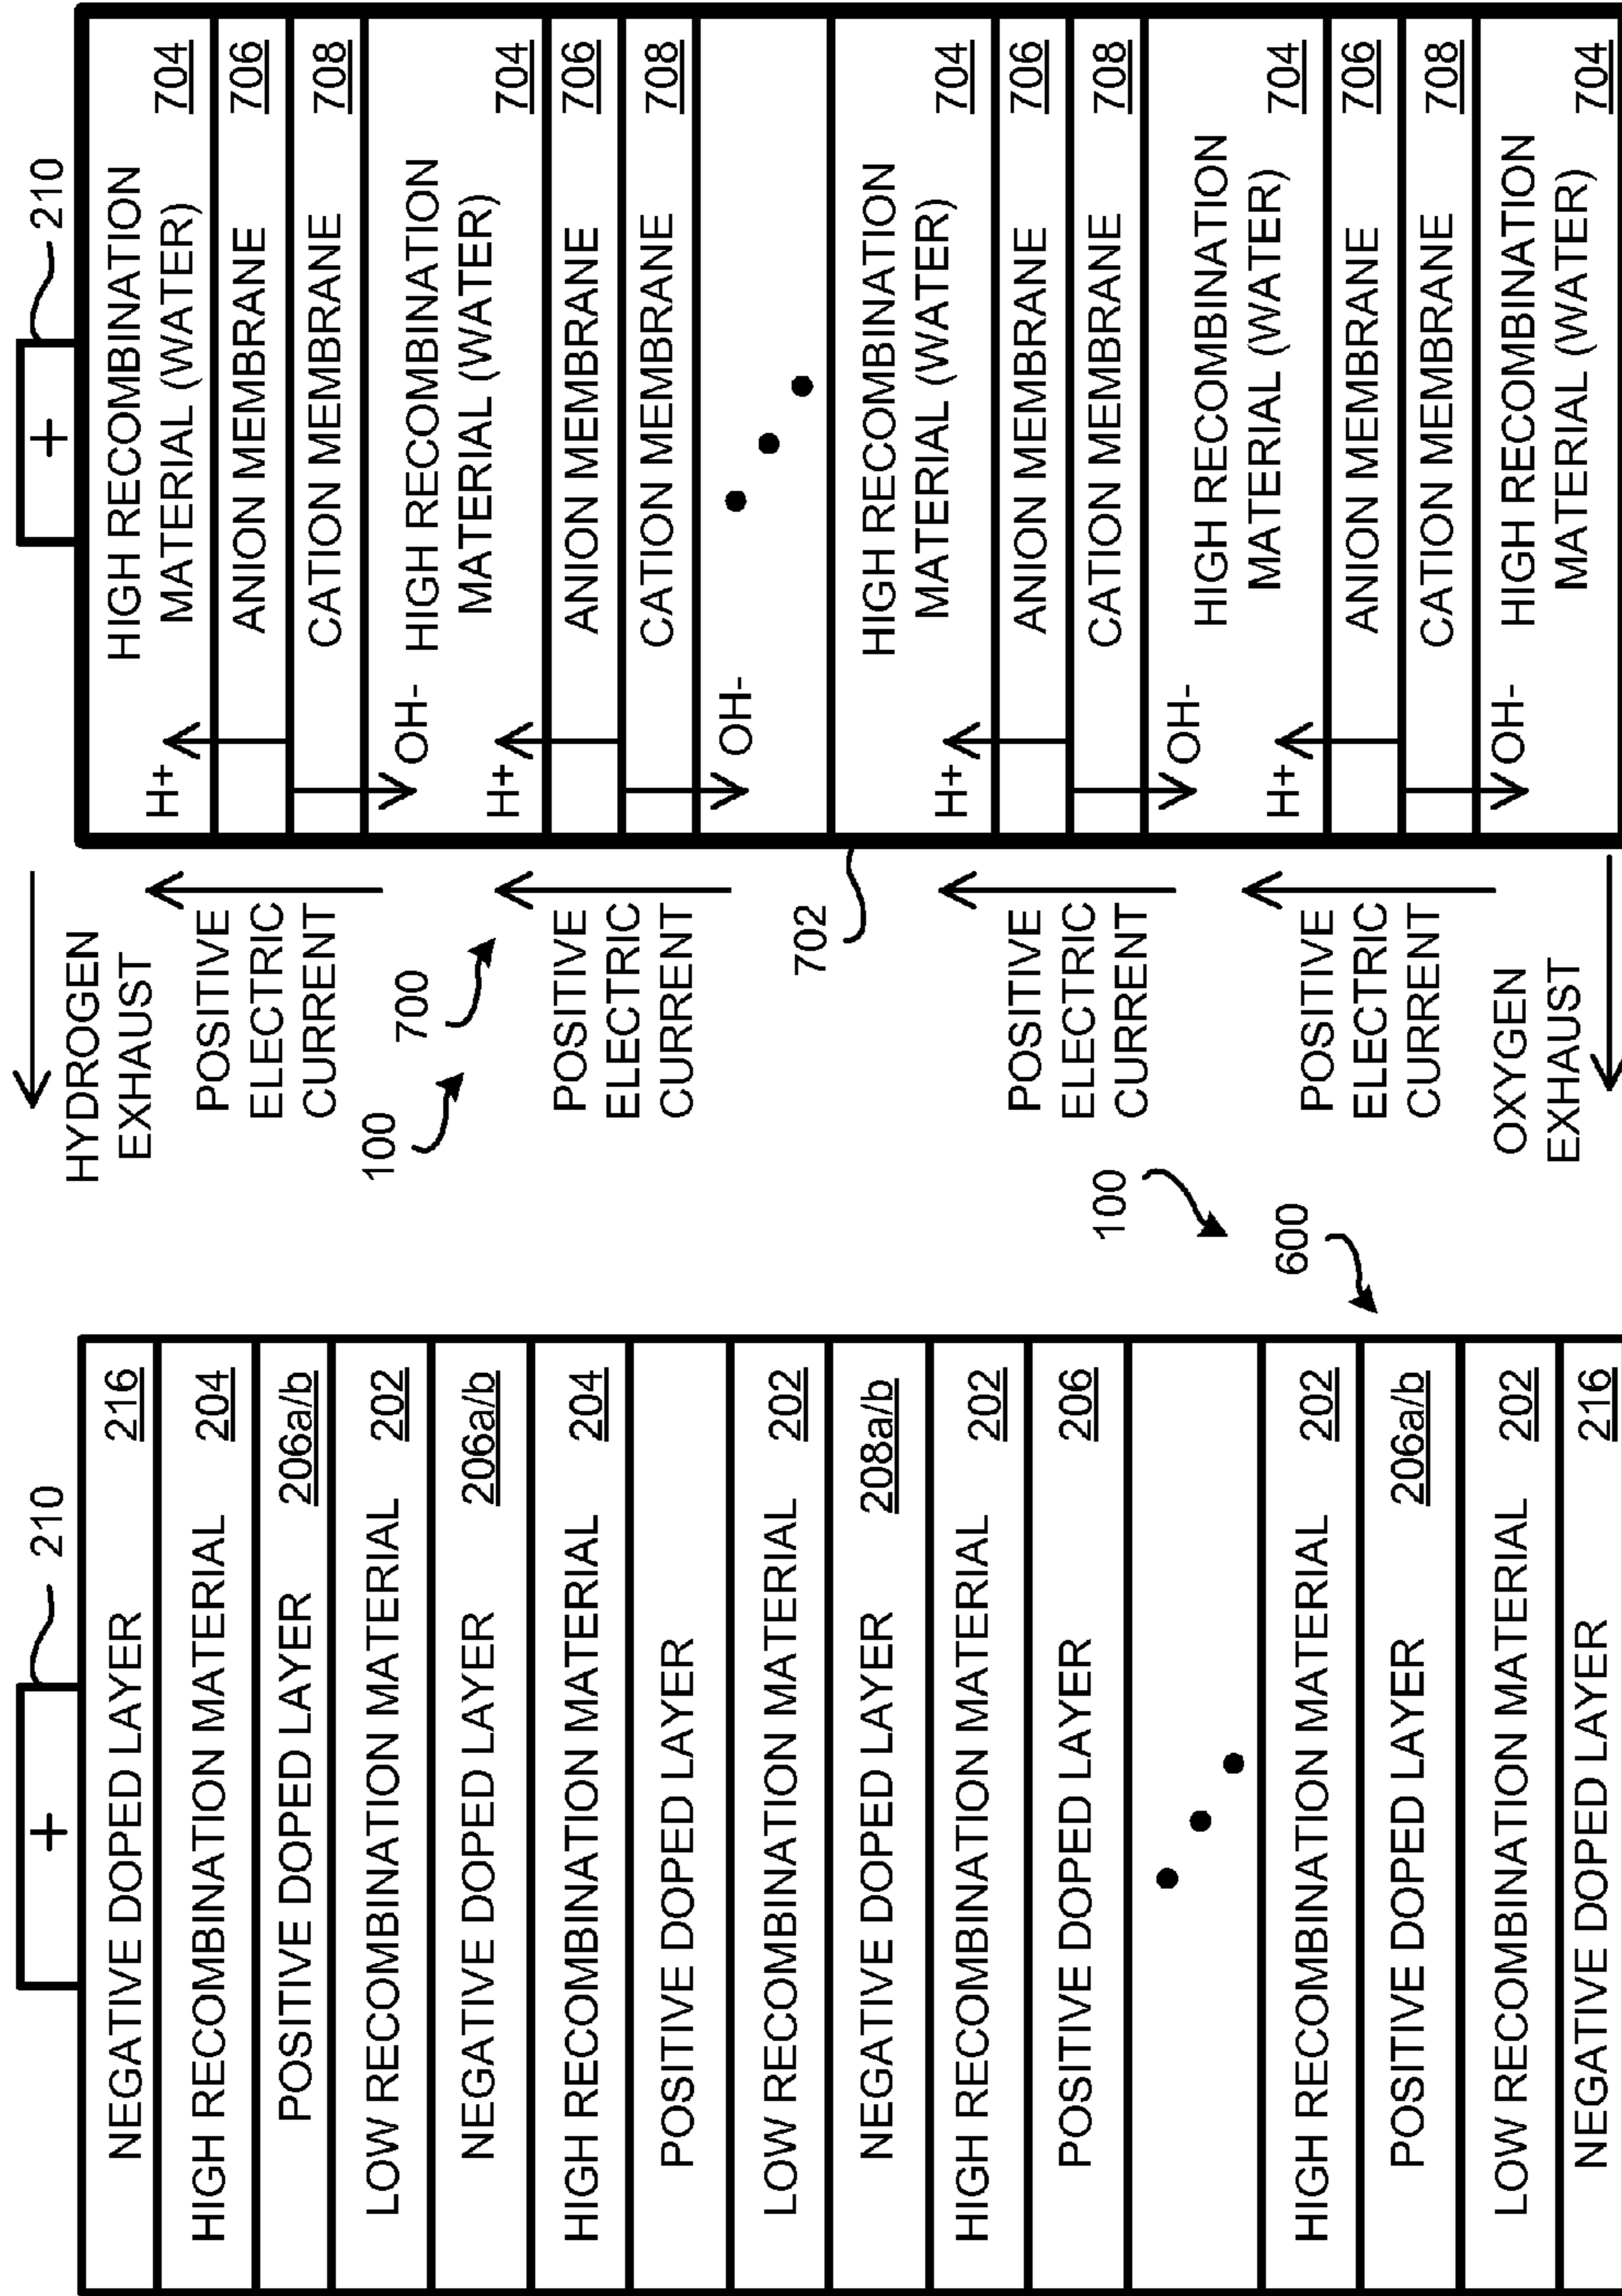 +
210
NEGATIVE DOPED LAYER 216
HIGH RECOMBINATION MATERIAL 204
POSITIVE DOPED LAYER 206a/b
LOW RECOMBINATION MATERIAL 202
NEGATIVE DOPED LAYER 206a/b
HIGH RECOMBINATION MATERIAL 204
POSITIVE DOPED LAYER
LOW RECOMBINATION MATERIAL 202
NEGATIVE DOPED LAYER 208a/b
HIGH RECOMBINATION MATERIAL 202
POSITIVE DOPED LAYER 206
HIGH RECOMBINATION MATERIAL 202
POSITIVE DOPED LAYER 206a/b
LOW RECOMBINATION MATERIAL 202
NEGATIVE DOPED LAYER 216
100
600
HYDROGEN
EXHAUST
POSITIVE
ELECTRIC
CURRENT
100
700
POSITIVE
ELECTRIC
CURRENT
702
POSITIVE
ELECTRIC
CURRENT
POSITIVE
ELECTRIC
CURRENT
OXYGEN
EXHAUST
+
210
HIGH RECOMBINATION
MATERIAL (WATER) 704
H+
ANION MEMBRANE 706
CATION MEMBRANE 708
OH-
HIGH RECOMBINATION
MATERIAL (WATER) 704
H+
ANION MEMBRANE 706
CATION MEMBRANE 708
OH-
HIGH RECOMBINATION
MATERIAL (WATER) 704
H+
ANION MEMBRANE 706
CATION MEMBRANE 708
OH-
HIGH RECOMBINATION
MATERIAL (WATER) 704
H+
ANION MEMBRANE 706
CATION MEMBRANE 708
OH-
HIGH RECOMBINATION
MATERIAL (WATER) 704